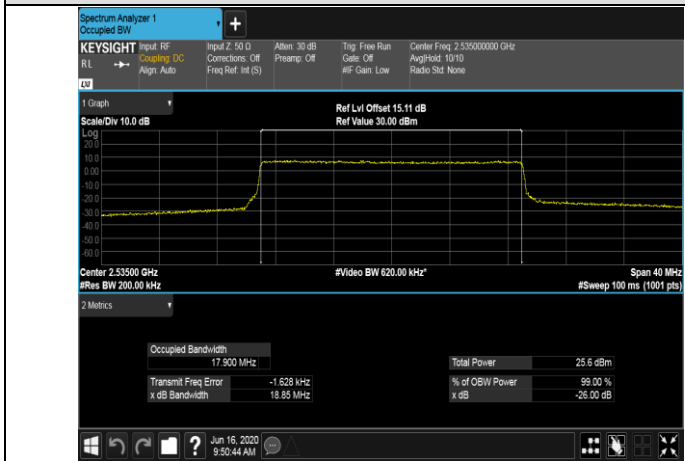 Spectrum Analyzer 1
Occupied BW
+
KEYSIGHT Input: RF Input Z: 50 Ω Atten: 30 dB Trig: Free Run Center Freq: 2.535000000 GHz
RL Coupling: DC Corrections: Off Preamp: Off Gate: Off Avg|Hold: 10/10
Align: Auto Freq Ref: Int (S) #IF Gain: Low Radio Std: None
LXI
1 Graph
Ref Lvl Offset 15.11 dB
Scale/Div 10.0 dB Ref Value 30.00 dBm
Log
20.0
10.0
0.00
-10.0
-20.0
-30.0
-40.0
-50.0
-60.0
Center 2.53500 GHz #Video BW 620.00 kHz* Span 40 MHz
#Res BW 200.00 kHz #Sweep 100 ms (1001 pts)
2 Metrics
Occupied Bandwidth
17.900 MHz Total Power 25.6 dBm
Transmit Freq Error -1.628 kHz % of OBW Power 99.00 %
x dB Bandwidth 18.85 MHz x dB -26.00 dB
? Jun 16, 2020
9:50:44 AM